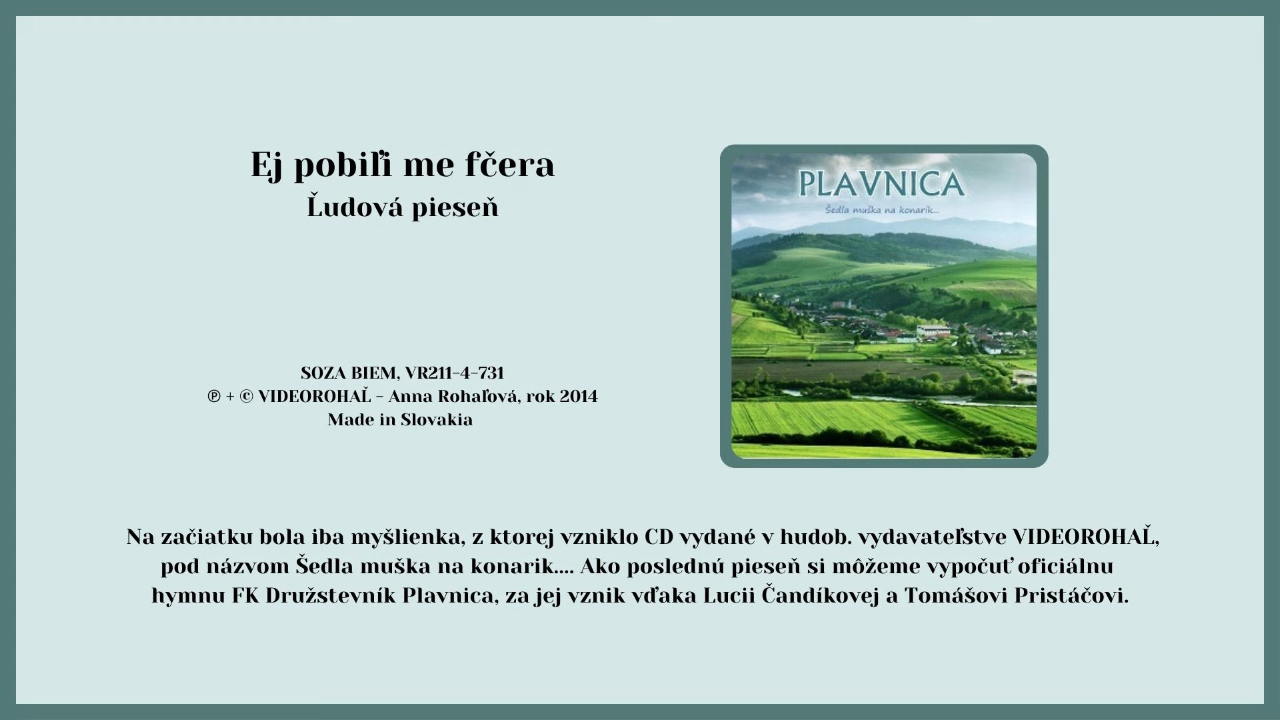 Ej pobiľi me fčera
Ľudová pieseň
PLAVNICA
Šedla muška na konarik...
SOZA BIEM, VR211-4-731
℗ + © VIDEOROHAĽ - Anna Rohaľová, rok 2014
Made in Slovakia
Na začiatku bola iba myšlienka, z ktorej vzniklo CD vydané v hudob. vydavateľstve VIDEOROHAĽ,
pod názvom Šedla muška na konarik.... Ako poslednú pieseň si môžeme vypočuť oficiálnu
hymnu FK Družstevník Plavnica, za jej vznik vďaka Lucii Čandíkovej a Tomášovi Pristáčovi.